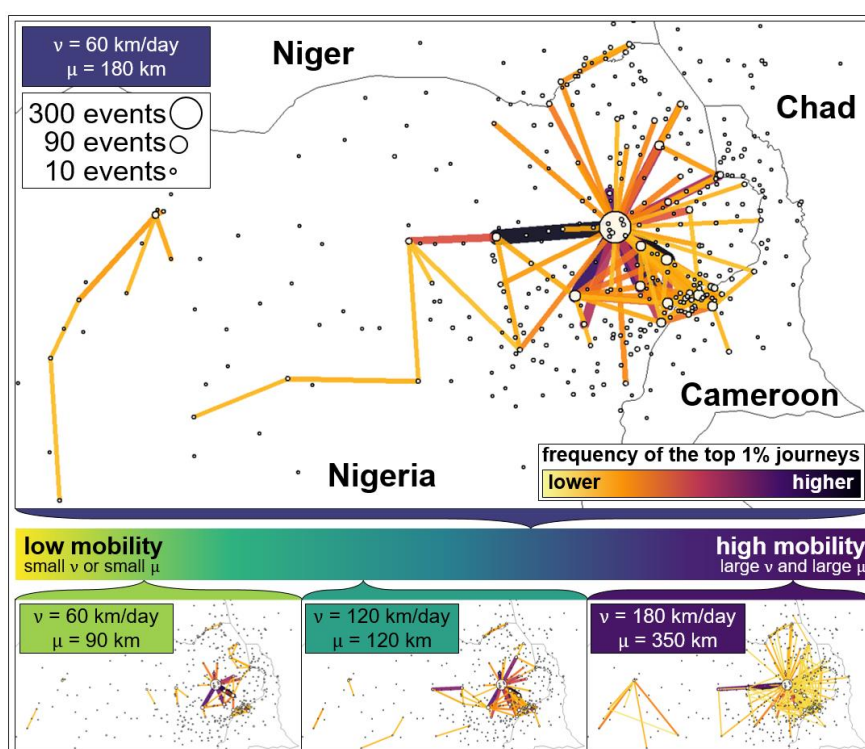 ν = 60 km/day
μ = 180 km
Niger
Chad
300 events
90 events
10 events
Cameroon
Nigeria
frequency of the top 1% journeys
lower
higher
low mobility
small ν or small μ
high mobility
large ν and large μ
ν = 60 km/day
μ = 90 km
ν = 120 km/day
μ = 120 km
ν = 180 km/day
μ = 350 km